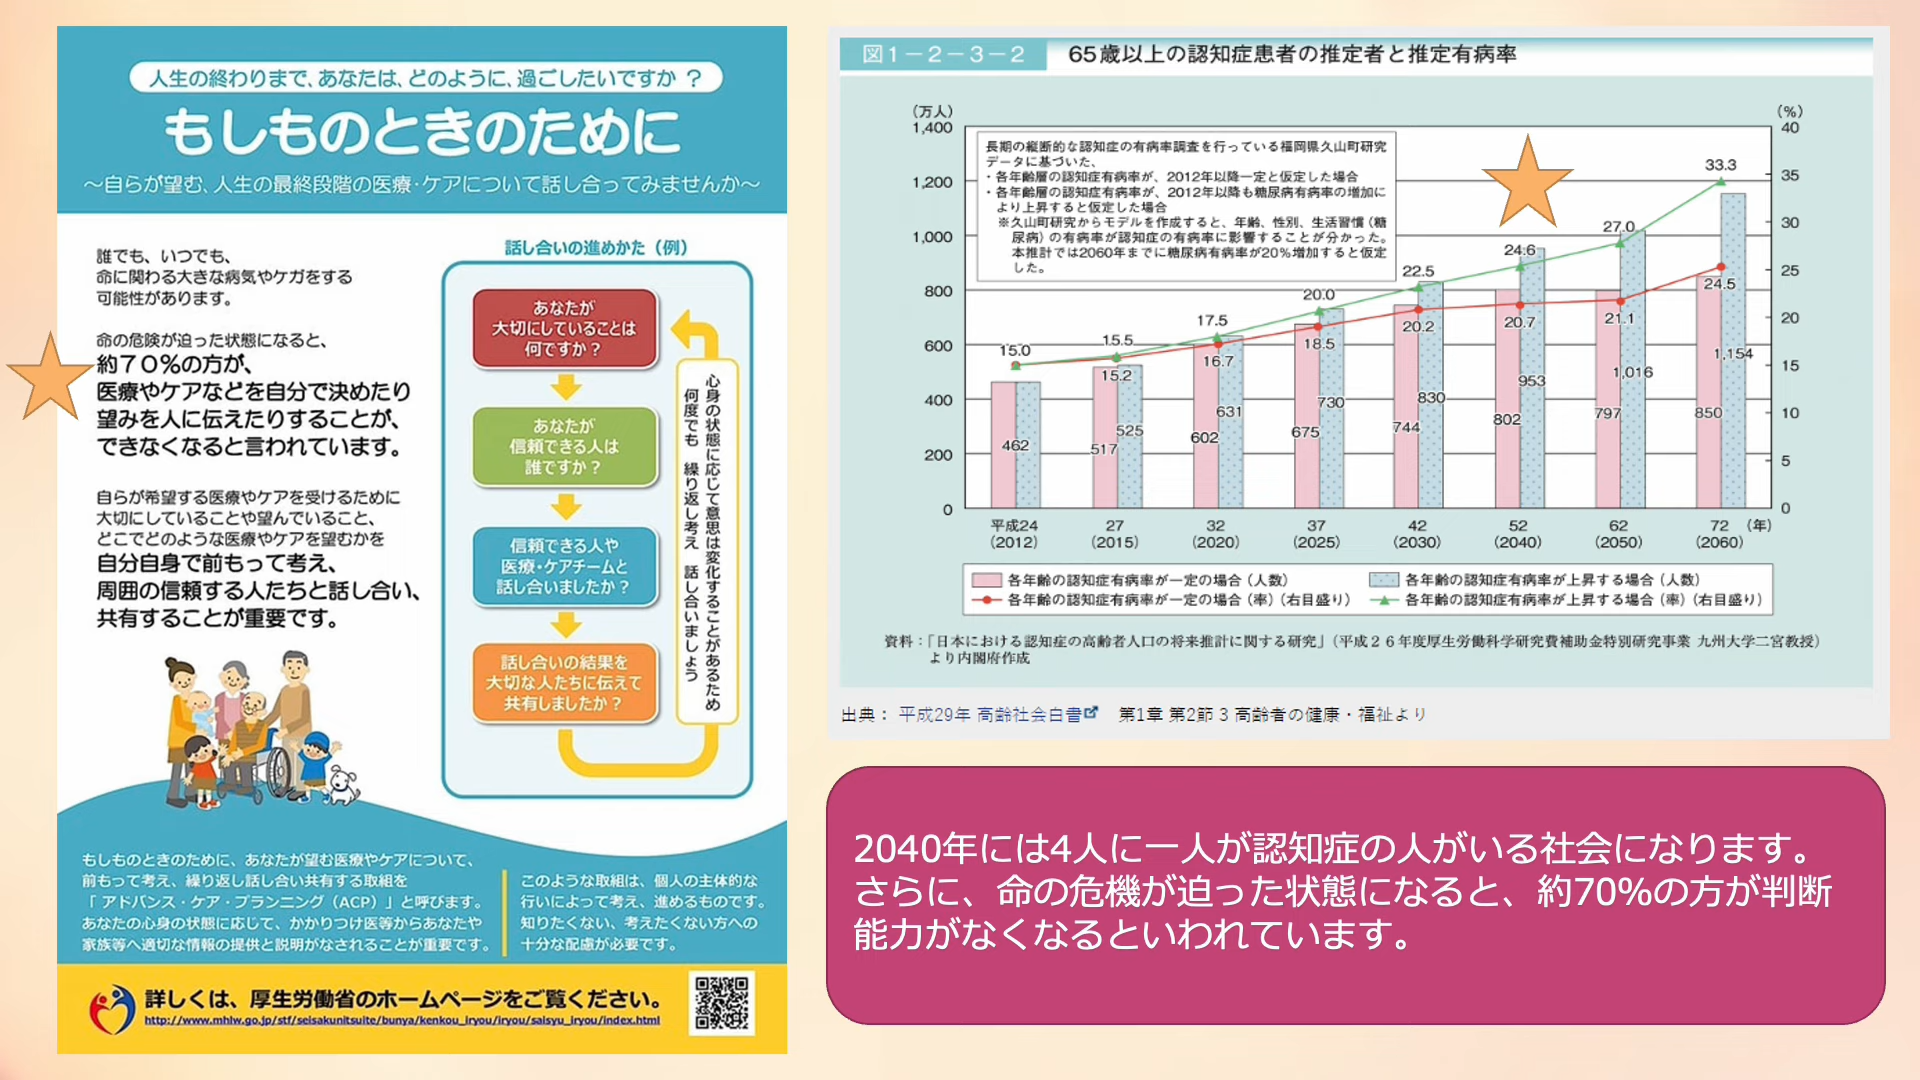 人生の終わりまで、あなたは、どのように、過ごしたいですか？
もしものときのために
～自らが望む、人生の最終段階の医療・ケアについて話し合ってみませんか～
誰でも、いつでも、
命に関わる大きな病気やケガをする
可能性があります。
命の危険が迫った状態になると、
約７０％の方が、
医療やケアなどを自分で決めたり
望みを人に伝えたりすることが、
できなくなると言われています。
自らが希望する医療やケアを受けるために
大切にしていることや望んでいること、
どこでどのような医療やケアを望むかを
自分自身で前もって考え、
周囲の信頼する人たちと話し合い、
共有することが重要です。
話し合いの進めかた（例）
あなたが
大切にしていることは
何ですか？
あなたが
信頼できる人は
誰ですか？
信頼できる人や
医療・ケアチームと
話し合いましたか？
話し合いの結果を
大切な人たちに伝えて
共有しましたか？
心身の状態に応じて意思は変化することがあるため
何度でも 繰り返し考え 話し合いましょう
もしものときのために、あなたが望む医療やケアについて、
前もって考え、繰り返し話し合い共有する取組を
「アドバンス・ケア・プランニング（ACP）」と呼びます。
あなたの心身の状態に応じて、かかりつけ医等からあなたや
家族等へ適切な情報の提供と説明がなされることが重要です。
このような取組は、個人の主体的な
行いによって考え、進めるものです。
知りたくない、考えたくない方への
十分な配慮が必要です。
詳しくは、厚生労働省のホームページをご覧ください。
http://www.mhlw.go.jp/stf/seisakunitsuite/bunya/kenkou_iryou/iryou/saisyu_iryou/index.html
図１－２－３－２ 65歳以上の認知症患者の推定者と推定有病率
（万人）
1,400
1,200
1,000
800
600
400
200
0
（%）
40
35
30
25
20
15
10
5
0
長期の縦断的な認知症の有病率調査を行っている福岡県久山町研究
データに基づいた、
・各年齢層の認知症有病率が、2012年以降一定と仮定した場合
・各年齢層の認知症有病率が、2012年以降も糖尿病有病率の増加に
より上昇すると仮定した場合
※久山町研究からモデルを作成すると、年齢、性別、生活習慣（糖
尿病）の有病率が認知症の有病率に影響することが分かった。
本推計では2060年までに糖尿病有病率が20%増加すると仮定
した。
15.0 15.5 17.5 20.0 22.5 24.6 27.0 33.3
15.2 16.7 18.5 20.2 20.7 21.1 24.5
462 517 525 602 631 675 730 744 830 802 953 797 1,016 850 1,154
平成24 27 32 37 42 52 62 72 （年）
（2012） （2015） （2020） （2025） （2030） （2040） （2050） （2060）
各年齢の認知症有病率が一定の場合（人数） 各年齢の認知症有病率が上昇する場合（人数）
各年齢の認知症有病率が一定の場合（率）（右目盛り） 各年齢の認知症有病率が上昇する場合（率）（右目盛り）
資料：「日本における認知症の高齢者人口の将来推計に関する研究」（平成２６年度厚生労働科学研究費補助金特別研究事業 九州大学二宮教授）
より内閣府作成
出典： 平成29年 高齢社会白書 第1章 第2節 3 高齢者の健康・福祉より
2040年には4人に一人が認知症の人がいる社会になります。
さらに、命の危機が迫った状態になると、約70%の方が判断
能力がなくなるといわれています。